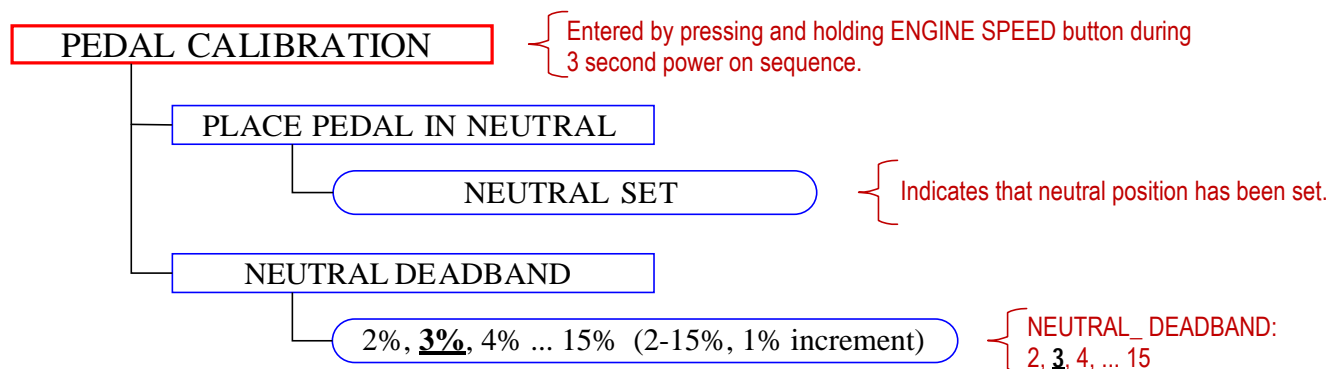 PEDAL CALIBRATION
Entered by pressing and holding ENGINE SPEED button during
3 second power on sequence.
PLACE PEDAL IN NEUTRAL
NEUTRAL SET
Indicates that neutral position has been set.
NEUTRAL DEADBAND
2%, 3%, 4% ... 15% (2-15%, 1% increment)
NEUTRAL_ DEADBAND:
2, 3, 4, ... 15